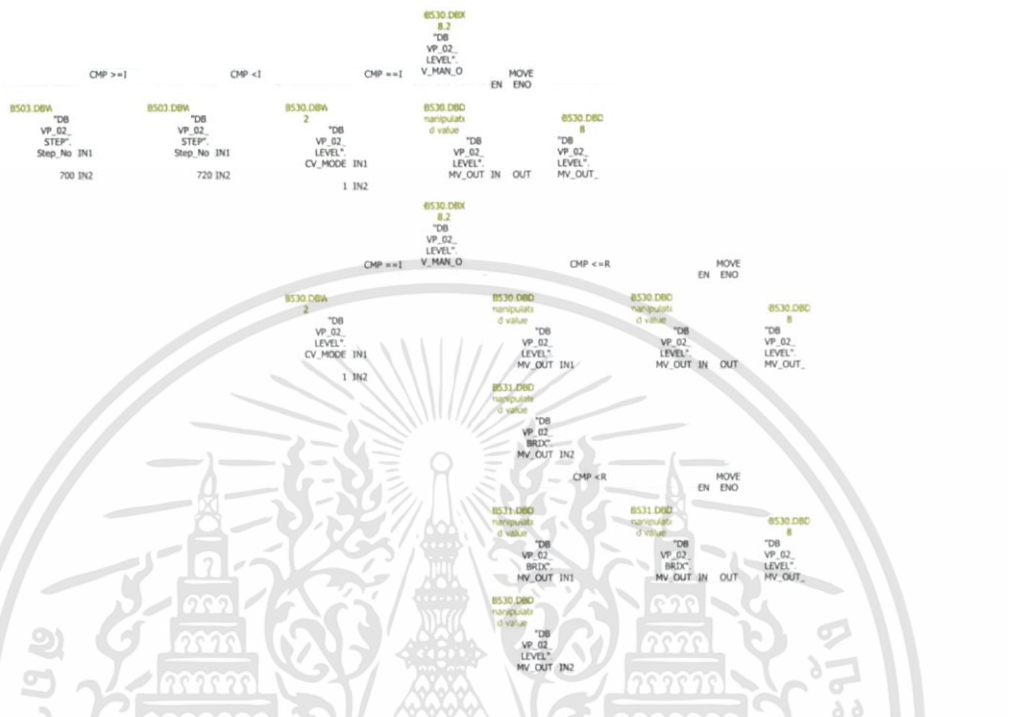 B530.DBX
8.2
"DB
VP_02_
LEVEL".
V_MAN_O
CMP >=I CMP <I CMP ==I MOVE
EN ENO
B503.DBW B503.DBW B530.DBW B530.DBD B530.DBD
2 manipulate 8
d value
"DB "DB "DB "DB "DB
VP_02_ VP_02_ VP_02_ VP_02_ VP_02_
STEP". STEP". LEVEL". LEVEL". LEVEL".
Step_No IN1 Step_No IN1 CV_MODE IN1 MV_OUT IN OUT MV_OUT_
700 IN2 720 IN2 1 IN2
B530.DBX
8.2
"DB
VP_02_
LEVEL".
CMP ==I V_MAN_O CMP <=R MOVE
EN ENO
B530.DBW B530.DBD B530.DBD B530.DBD
2 manipulate manipulate 8
d value d value
"DB "DB "DB "DB
VP_02_ VP_02_ VP_02_ VP_02_
LEVEL". LEVEL". LEVEL". LEVEL".
CV_MODE IN1 MV_OUT IN1 MV_OUT IN OUT MV_OUT_
1 IN2
B531.DBD
manipulate
d value
"DB
VP_02_
BRIX".
MV_OUT IN2
CMP <R MOVE
EN ENO
B531.DBD B531.DBD B530.DBD
manipulate manipulate 8
d value d value
"DB "DB "DB
VP_02_ VP_02_ VP_02_
BRIX". BRIX". LEVEL".
MV_OUT IN1 MV_OUT IN OUT MV_OUT_
B530.DBD
manipulate
d value
"DB
VP_02_
LEVEL".
MV_OUT IN2